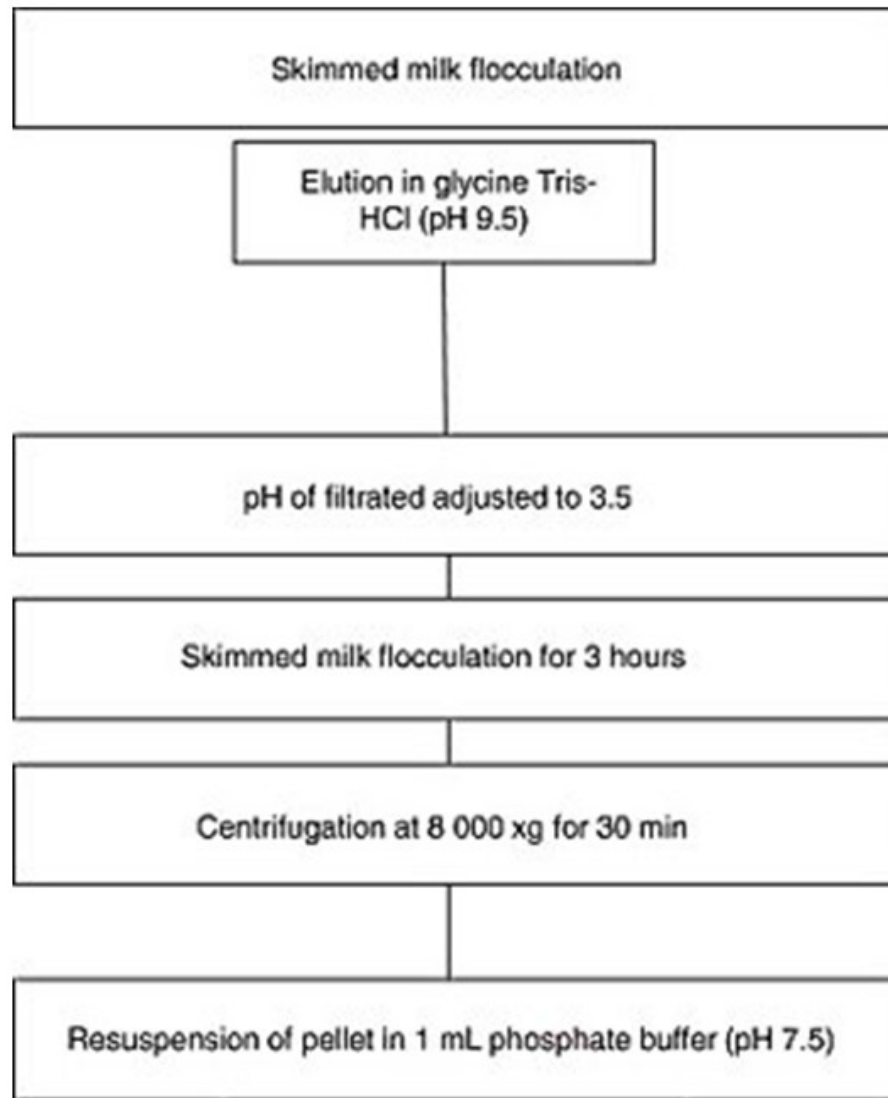 Skimmed milk flocculation
Elution in glycine Tris-
HCl (pH 9.5)
pH of filtrated adjusted to 3.5
Skimmed milk flocculation for 3 hours
Centrifugation at 8 000 xg for 30 min
Resuspension of pellet in 1 mL phosphate buffer (pH 7.5)